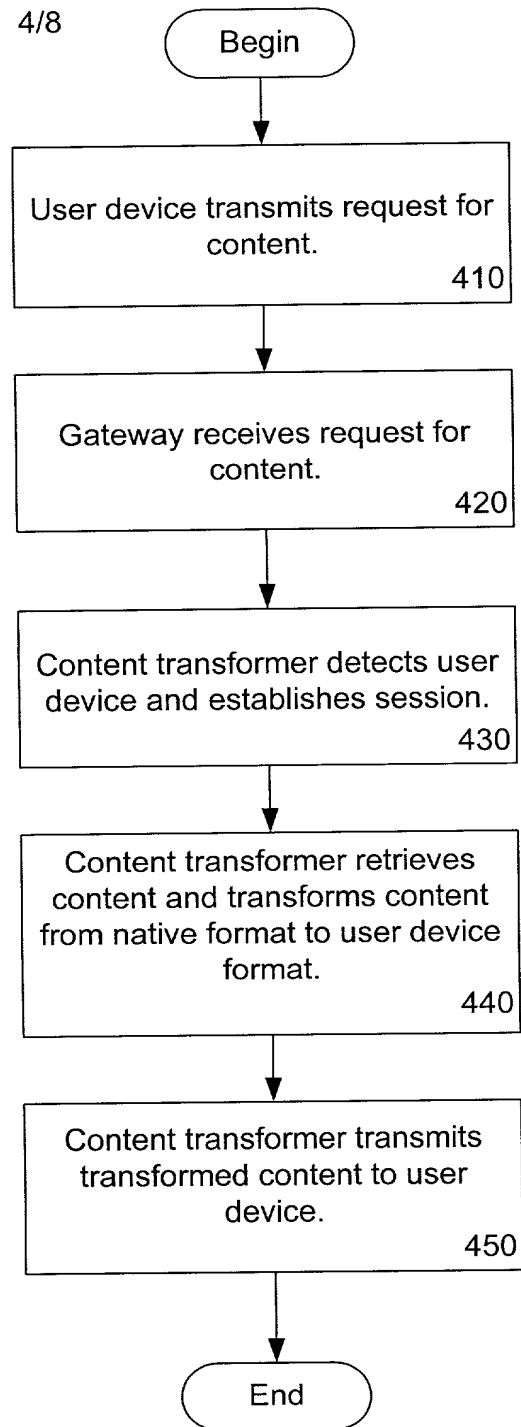 4/8
Begin
User device transmits request for
content.
410
Gateway receives request for
content.
420
Content transformer detects user
device and establishes session.
430
Content transformer retrieves
content and transforms content
from native format to user device
format.
440
Content transformer transmits
transformed content to user
device.
450
End